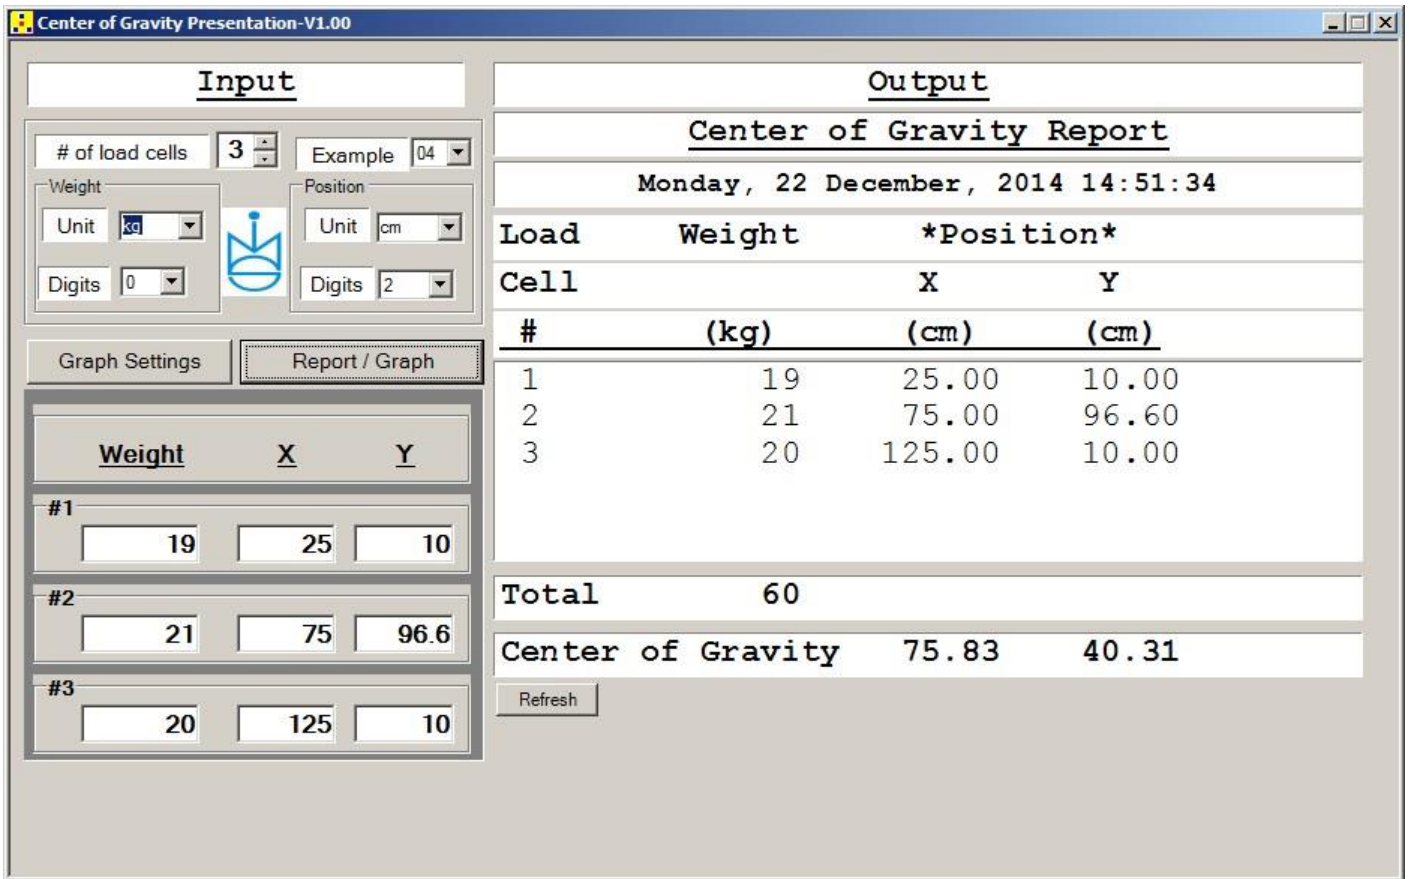 Center of Gravity Presentation-V1.00
Input
# of load cells 3 Example 04
Weight Position
Unit kg Unit cm
Digits 0 Digits 2
Graph Settings Report / Graph
Weight X Y
#1
19 25 10
#2
21 75 96.6
#3
20 125 10
Output
Center of Gravity Report
Monday, 22 December, 2014 14:51:34
Load Weight *Position*
Cell X Y
# (kg) (cm) (cm)
1 19 25.00 10.00
2 21 75.00 96.60
3 20 125.00 10.00
Total 60
Center of Gravity 75.83 40.31
Refresh